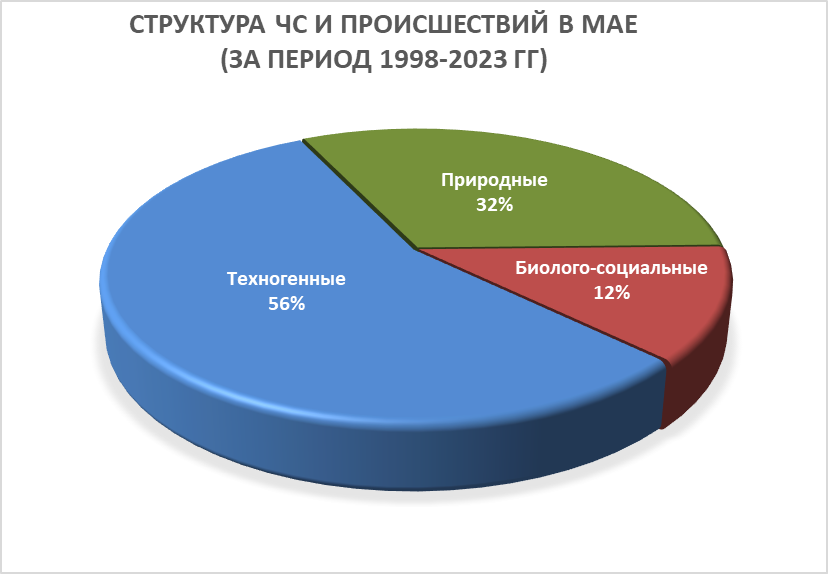 СТРУКТУРА ЧС И ПРОИСШЕСТВИЙ В МАЕ
(ЗА ПЕРИОД 1998-2023 ГГ)
Природные
32%
Биолого-социальные
12%
Техногенные
56%